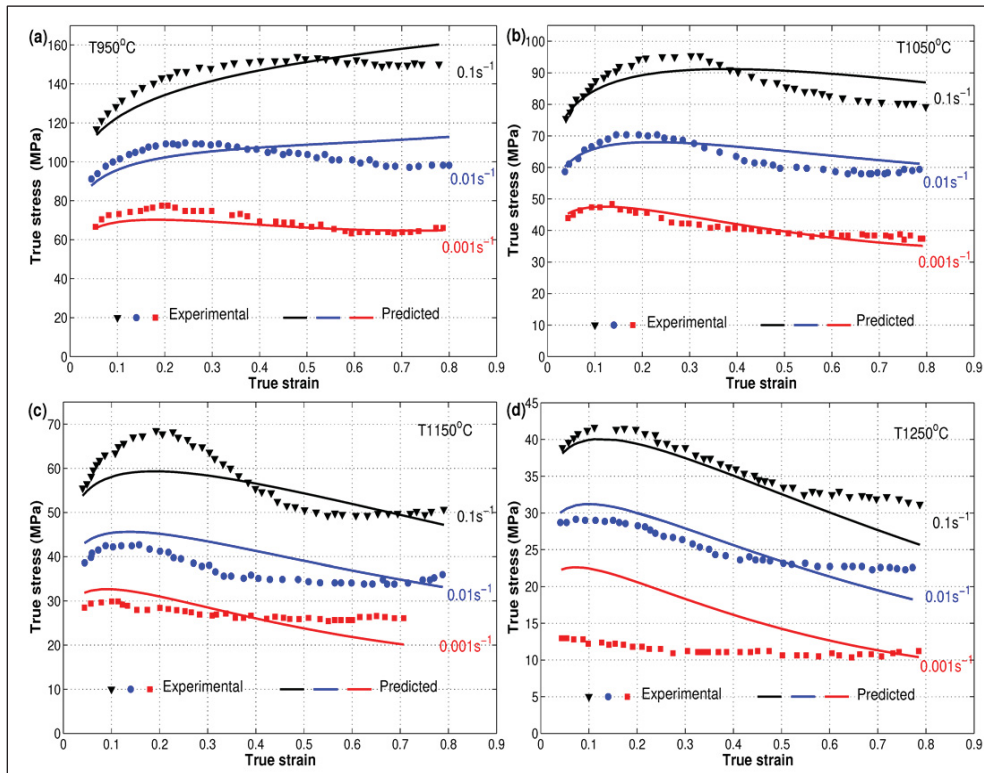 (a)
T950°C
160
140
120
100
80
60
40
20
0
True stress (MPa)
0.1s⁻¹
0.01s⁻¹
0.001s⁻¹
Experimental
Predicted
0 0.1 0.2 0.3 0.4 0.5 0.6 0.7 0.8 0.9
True strain
(b)
T1050°C
100
90
80
70
60
50
40
30
20
10
0
True stress (MPa)
0.1s⁻¹
0.01s⁻¹
0.001s⁻¹
Experimental
Predicted
0 0.1 0.2 0.3 0.4 0.5 0.6 0.7 0.8 0.9
True strain
(c)
T1150°C
70
60
50
40
30
20
10
0
True stress (MPa)
0.1s⁻¹
0.01s⁻¹
0.001s⁻¹
Experimental
Predicted
0 0.1 0.2 0.3 0.4 0.5 0.6 0.7 0.8 0.9
True strain
(d)
T1250°C
45
40
35
30
25
20
15
10
5
0
True stress (MPa)
0.1s⁻¹
0.01s⁻¹
0.001s⁻¹
Experimental
Predicted
0 0.1 0.2 0.3 0.4 0.5 0.6 0.7 0.8 0.9
True strain